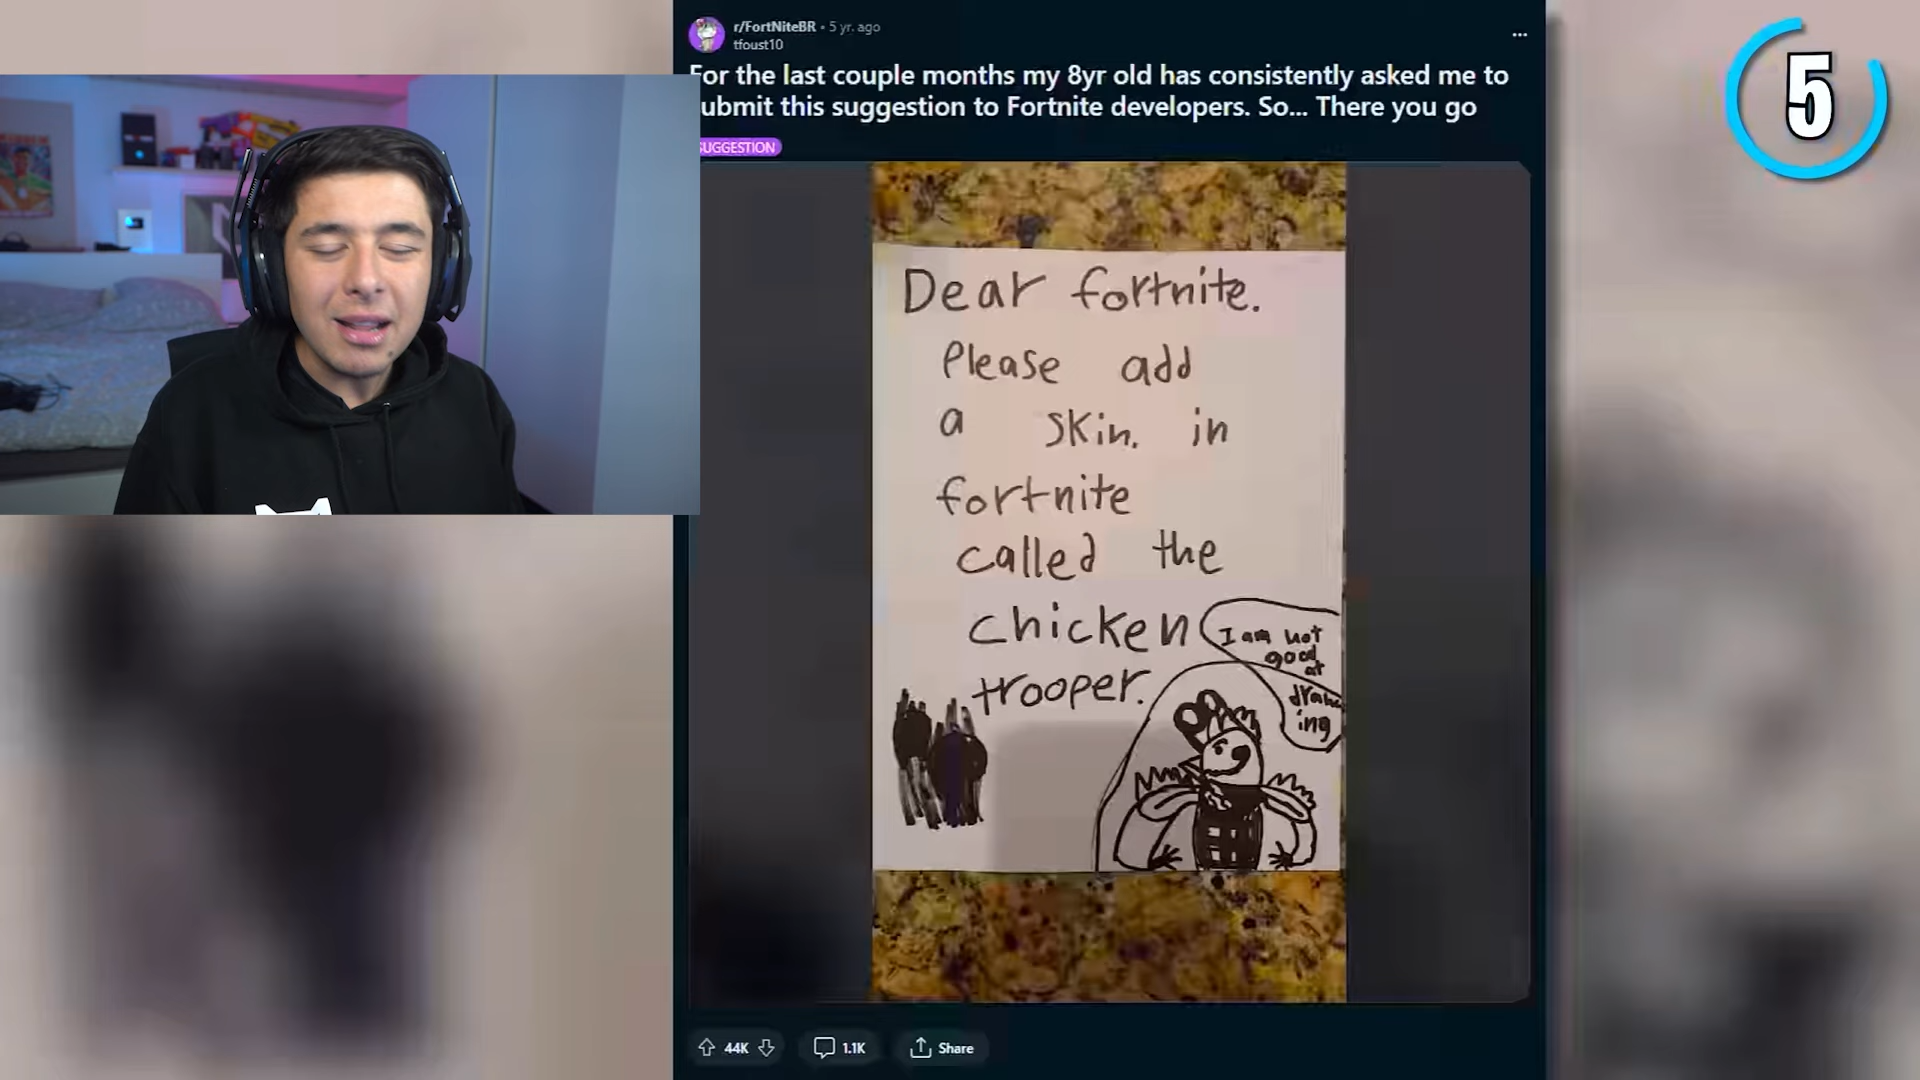 r/FortNiteBR • 5 yr. ago
tfoust10
For the last couple months my 8yr old has consistently asked me to
ubmit this suggestion to Fortnite developers. So... There you go
SUGGESTION
5
Dear fortnite.
Please add
a skin. in
fortnite
called the
chicken
trooper.
I am not
good
at
draw
ing
44K
1.1K
Share